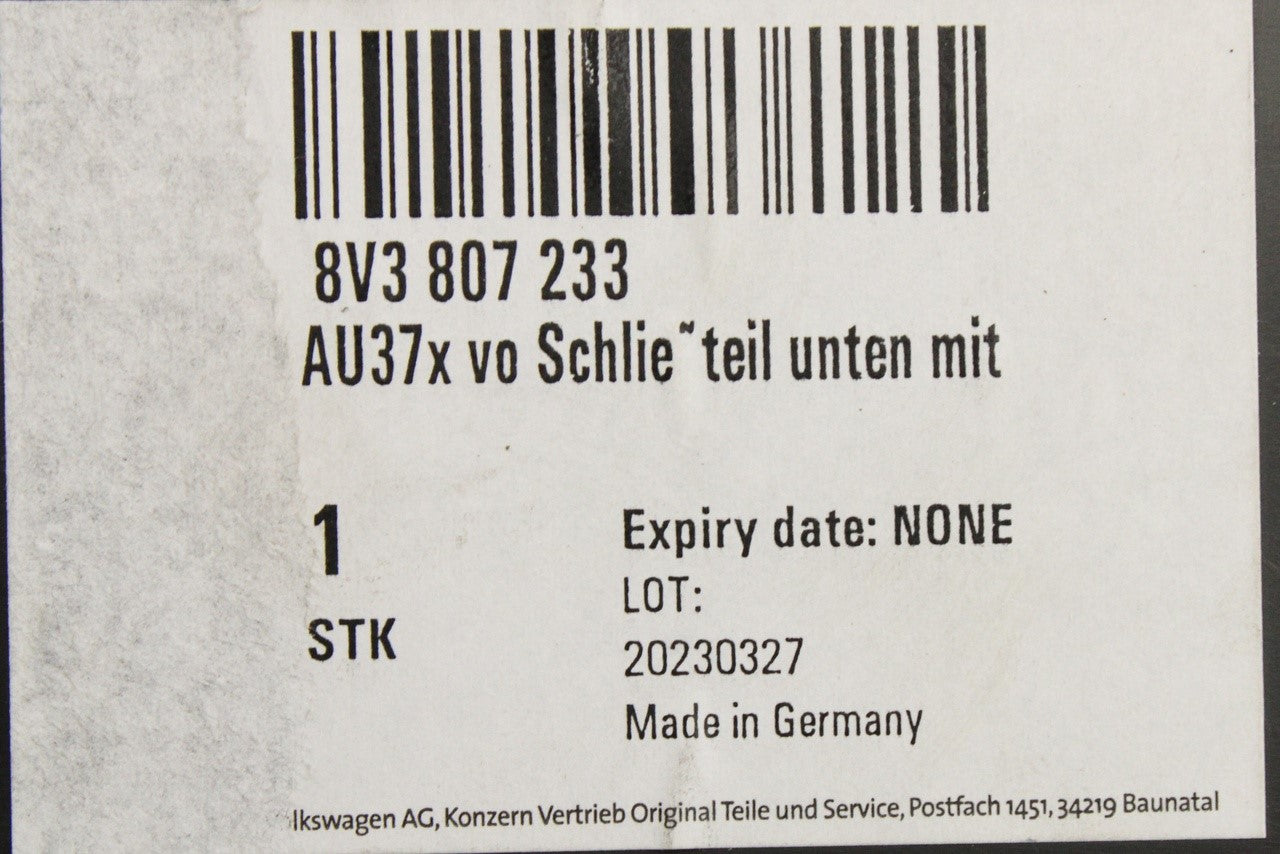 8V3 807 233
AU37x vo Schlie˜teil unten mit
1
STK
Expiry date: NONE
LOT:
20230327
Made in Germany
lkswagen AG, Konzern Vertrieb Original Teile und Service, Postfach 1451, 34219 Baunatal